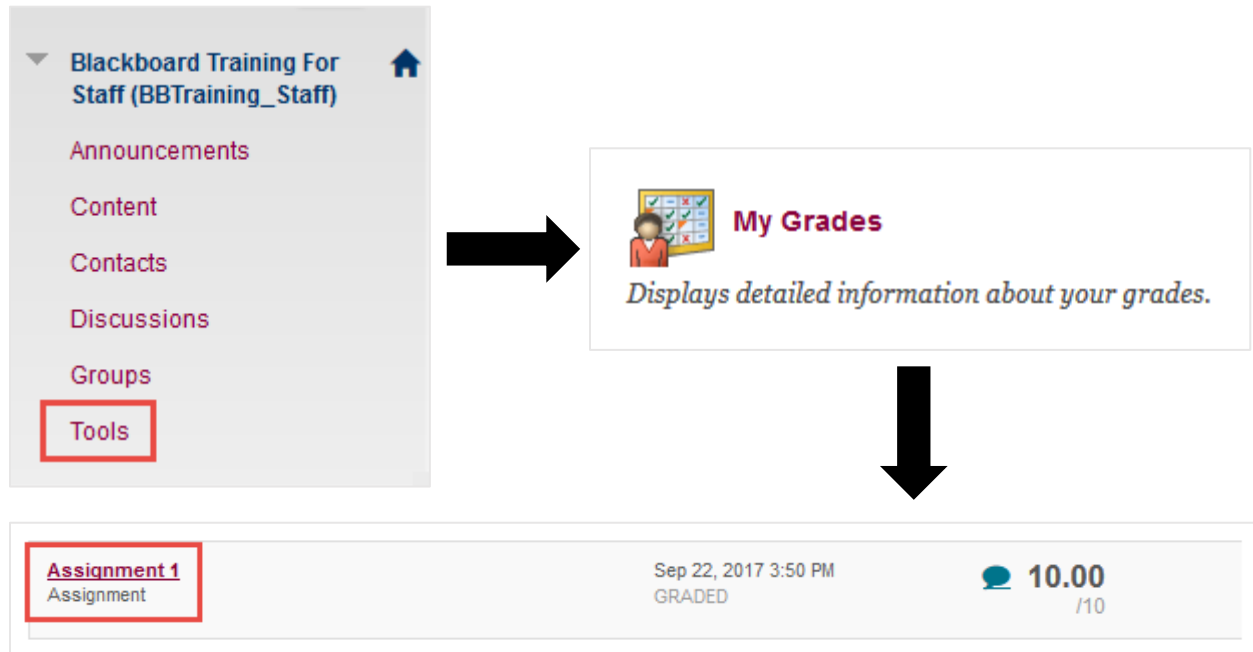 Blackboard Training For
Staff (BBTraining_Staff)
Announcements
Content
Contacts
Discussions
Groups
Tools
My Grades
Displays detailed information about your grades.
Assignment 1
Assignment
Sep 22, 2017 3:50 PM
GRADED
10.00
/10